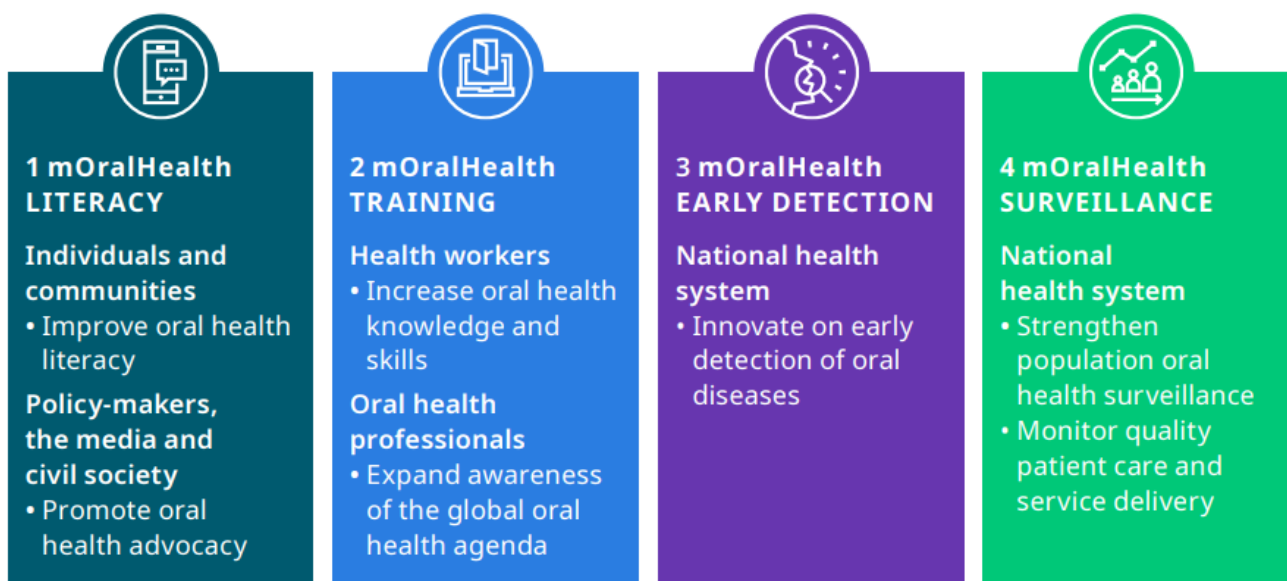 1 mOralHealth
LITERACY
Individuals and
communities
• Improve oral health
literacy
Policy-makers,
the media and
civil society
• Promote oral
health advocacy
2 mOralHealth
TRAINING
Health workers
• Increase oral health
knowledge and
skills
Oral health
professionals
• Expand awareness
of the global oral
health agenda
3 mOralHealth
EARLY DETECTION
National health
system
• Innovate on early
detection of oral
diseases
4 mOralHealth
SURVEILLANCE
National
health system
• Strengthen
population oral
health surveillance
• Monitor quality
patient care and
service delivery